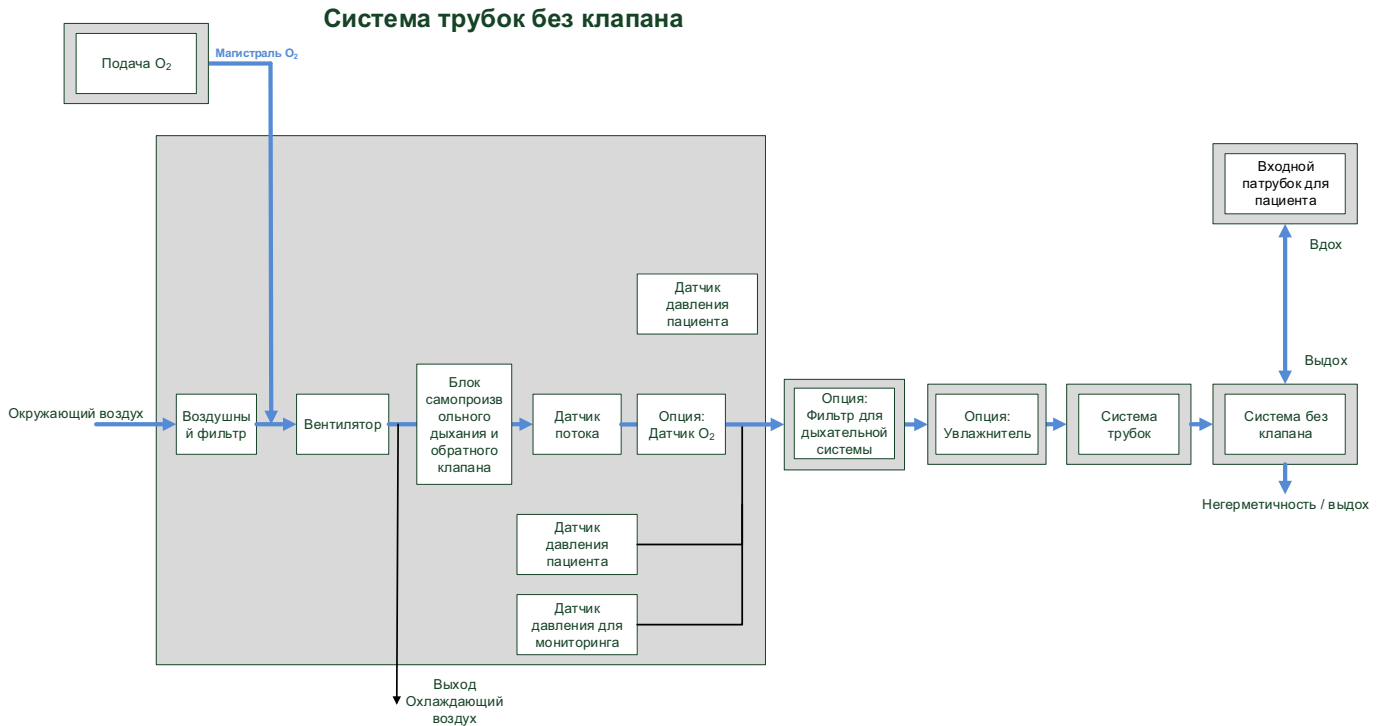 Система трубок без клапана
Подача O₂
Магистраль O₂
Входной
патрубок для
пациента
Вдох
Датчик
давления
пациента
Выдох
Окружающий воздух
Воздушны
й фильтр
Вентилятор
Блок
самопроизв
ольного
дыхания и
обратного
клапана
Датчик
потока
Опция:
Датчик O₂
Опция:
Фильтр для
дыхательной
системы
Опция:
Увлажнитель
Система
трубок
Система без
клапана
Негерметичность / выдох
Датчик
давления
пациента
Датчик
давления для
мониторинга
Выход
Охлаждающий
воздух